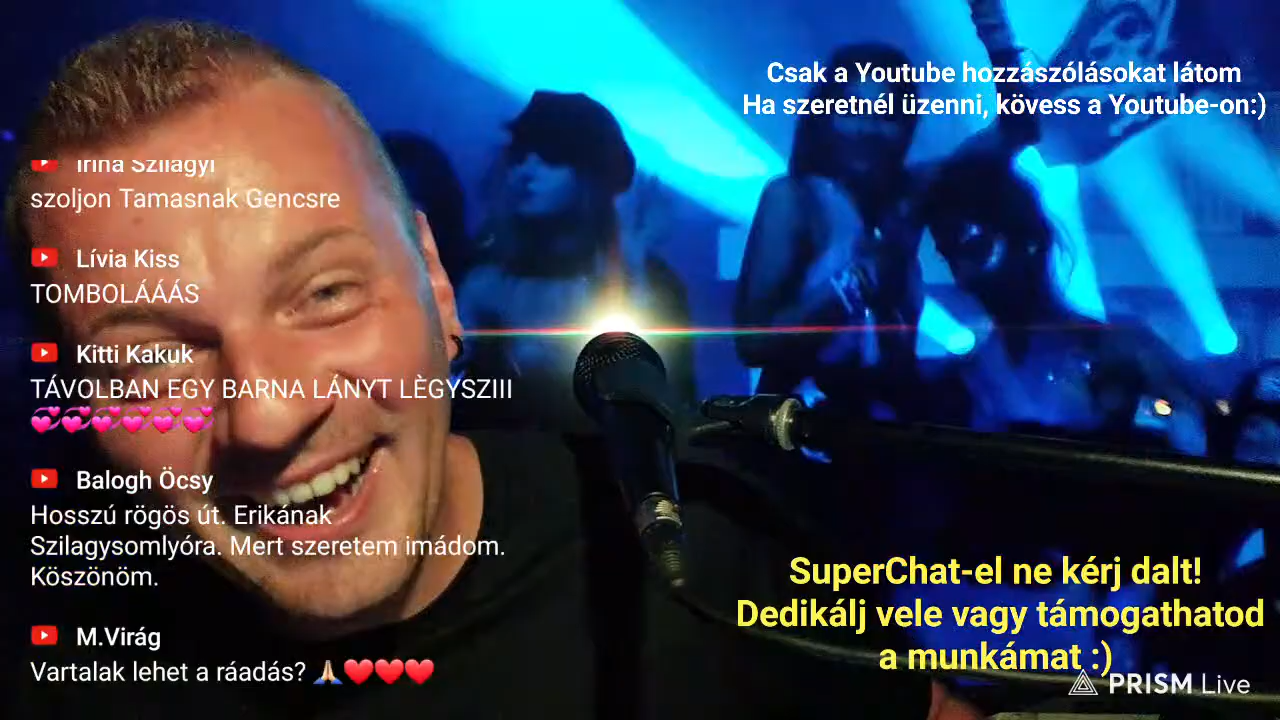 Csak a Youtube hozzászólásokat látom
Ha szeretnél üzenni, kövess a Youtube-on:)
Irina Szilágyi
szoljon Tamasnak Gencsre
Lívia Kiss
TOMBOLÁÁÁS
Kitti Kakuk
TÁVOLBAN EGY BARNA LÁNYT LÈGYSZIII
💞💞💞💞💞💞
Balogh Öcsy
Hosszú rögös út. Erikának
Szilagysomlyóra. Mert szeretem imádom.
Köszönöm.
M.Virág
Vartalak lehet a ráadás? 🙏🏼❤️❤️❤️
SuperChat-el ne kérj dalt!
Dedikálj vele vagy támogathatod
a munkámat :)
PRISM Live